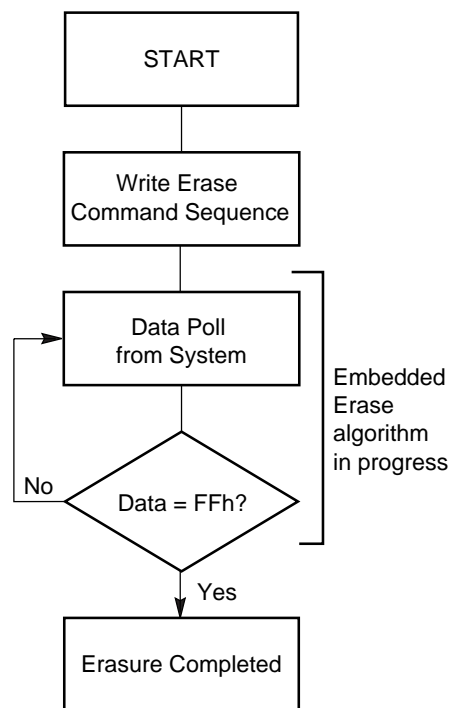 START
Write Erase
Command Sequence
Data Poll
from System
Embedded
Erase
algorithm
in progress
No
Data = FFh?
Yes
Erasure Completed